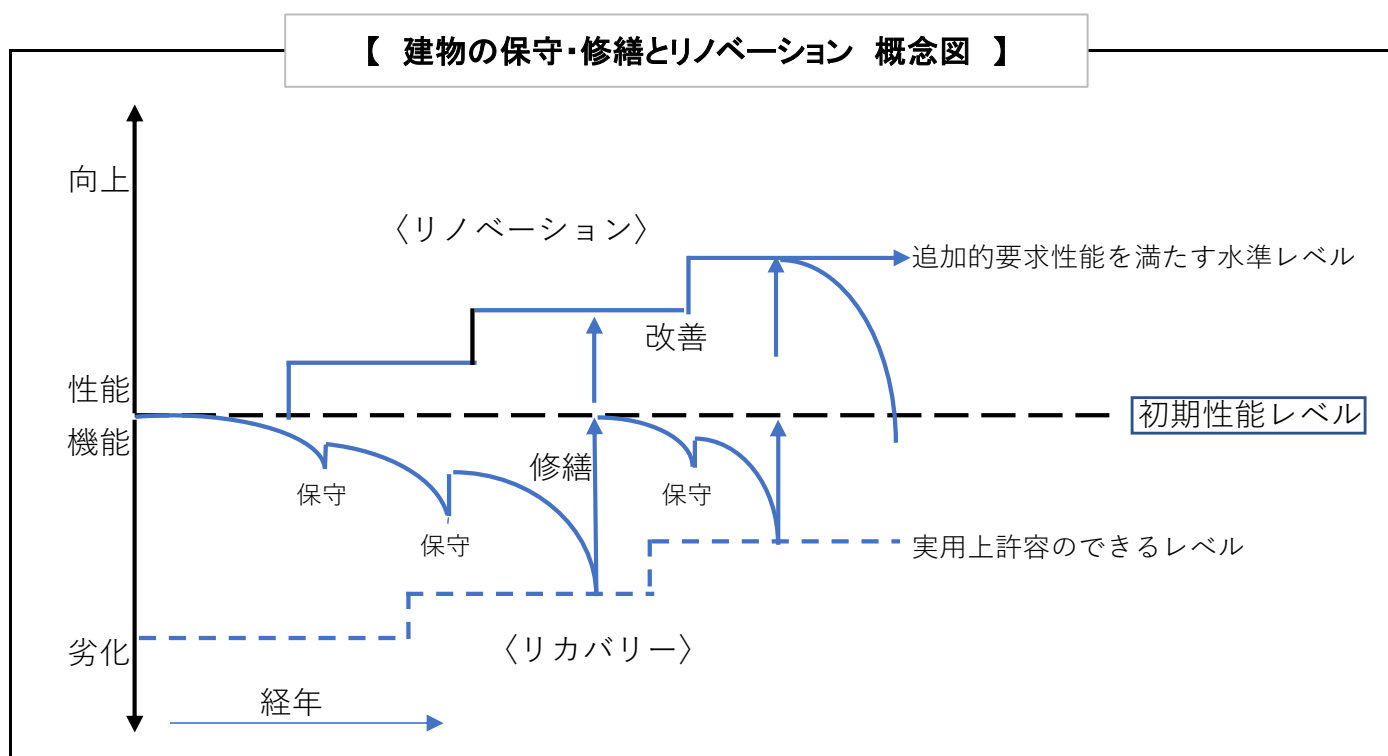 【 建物の保守･修繕とリノベーション 概念図 】
向上
〈リノベーション〉
追加的要求性能を満たす水準レベル
改善
性能
初期性能レベル
機能
修繕
保守
保守
保守
実用上許容のできるレベル
〈リカバリー〉
劣化
経年